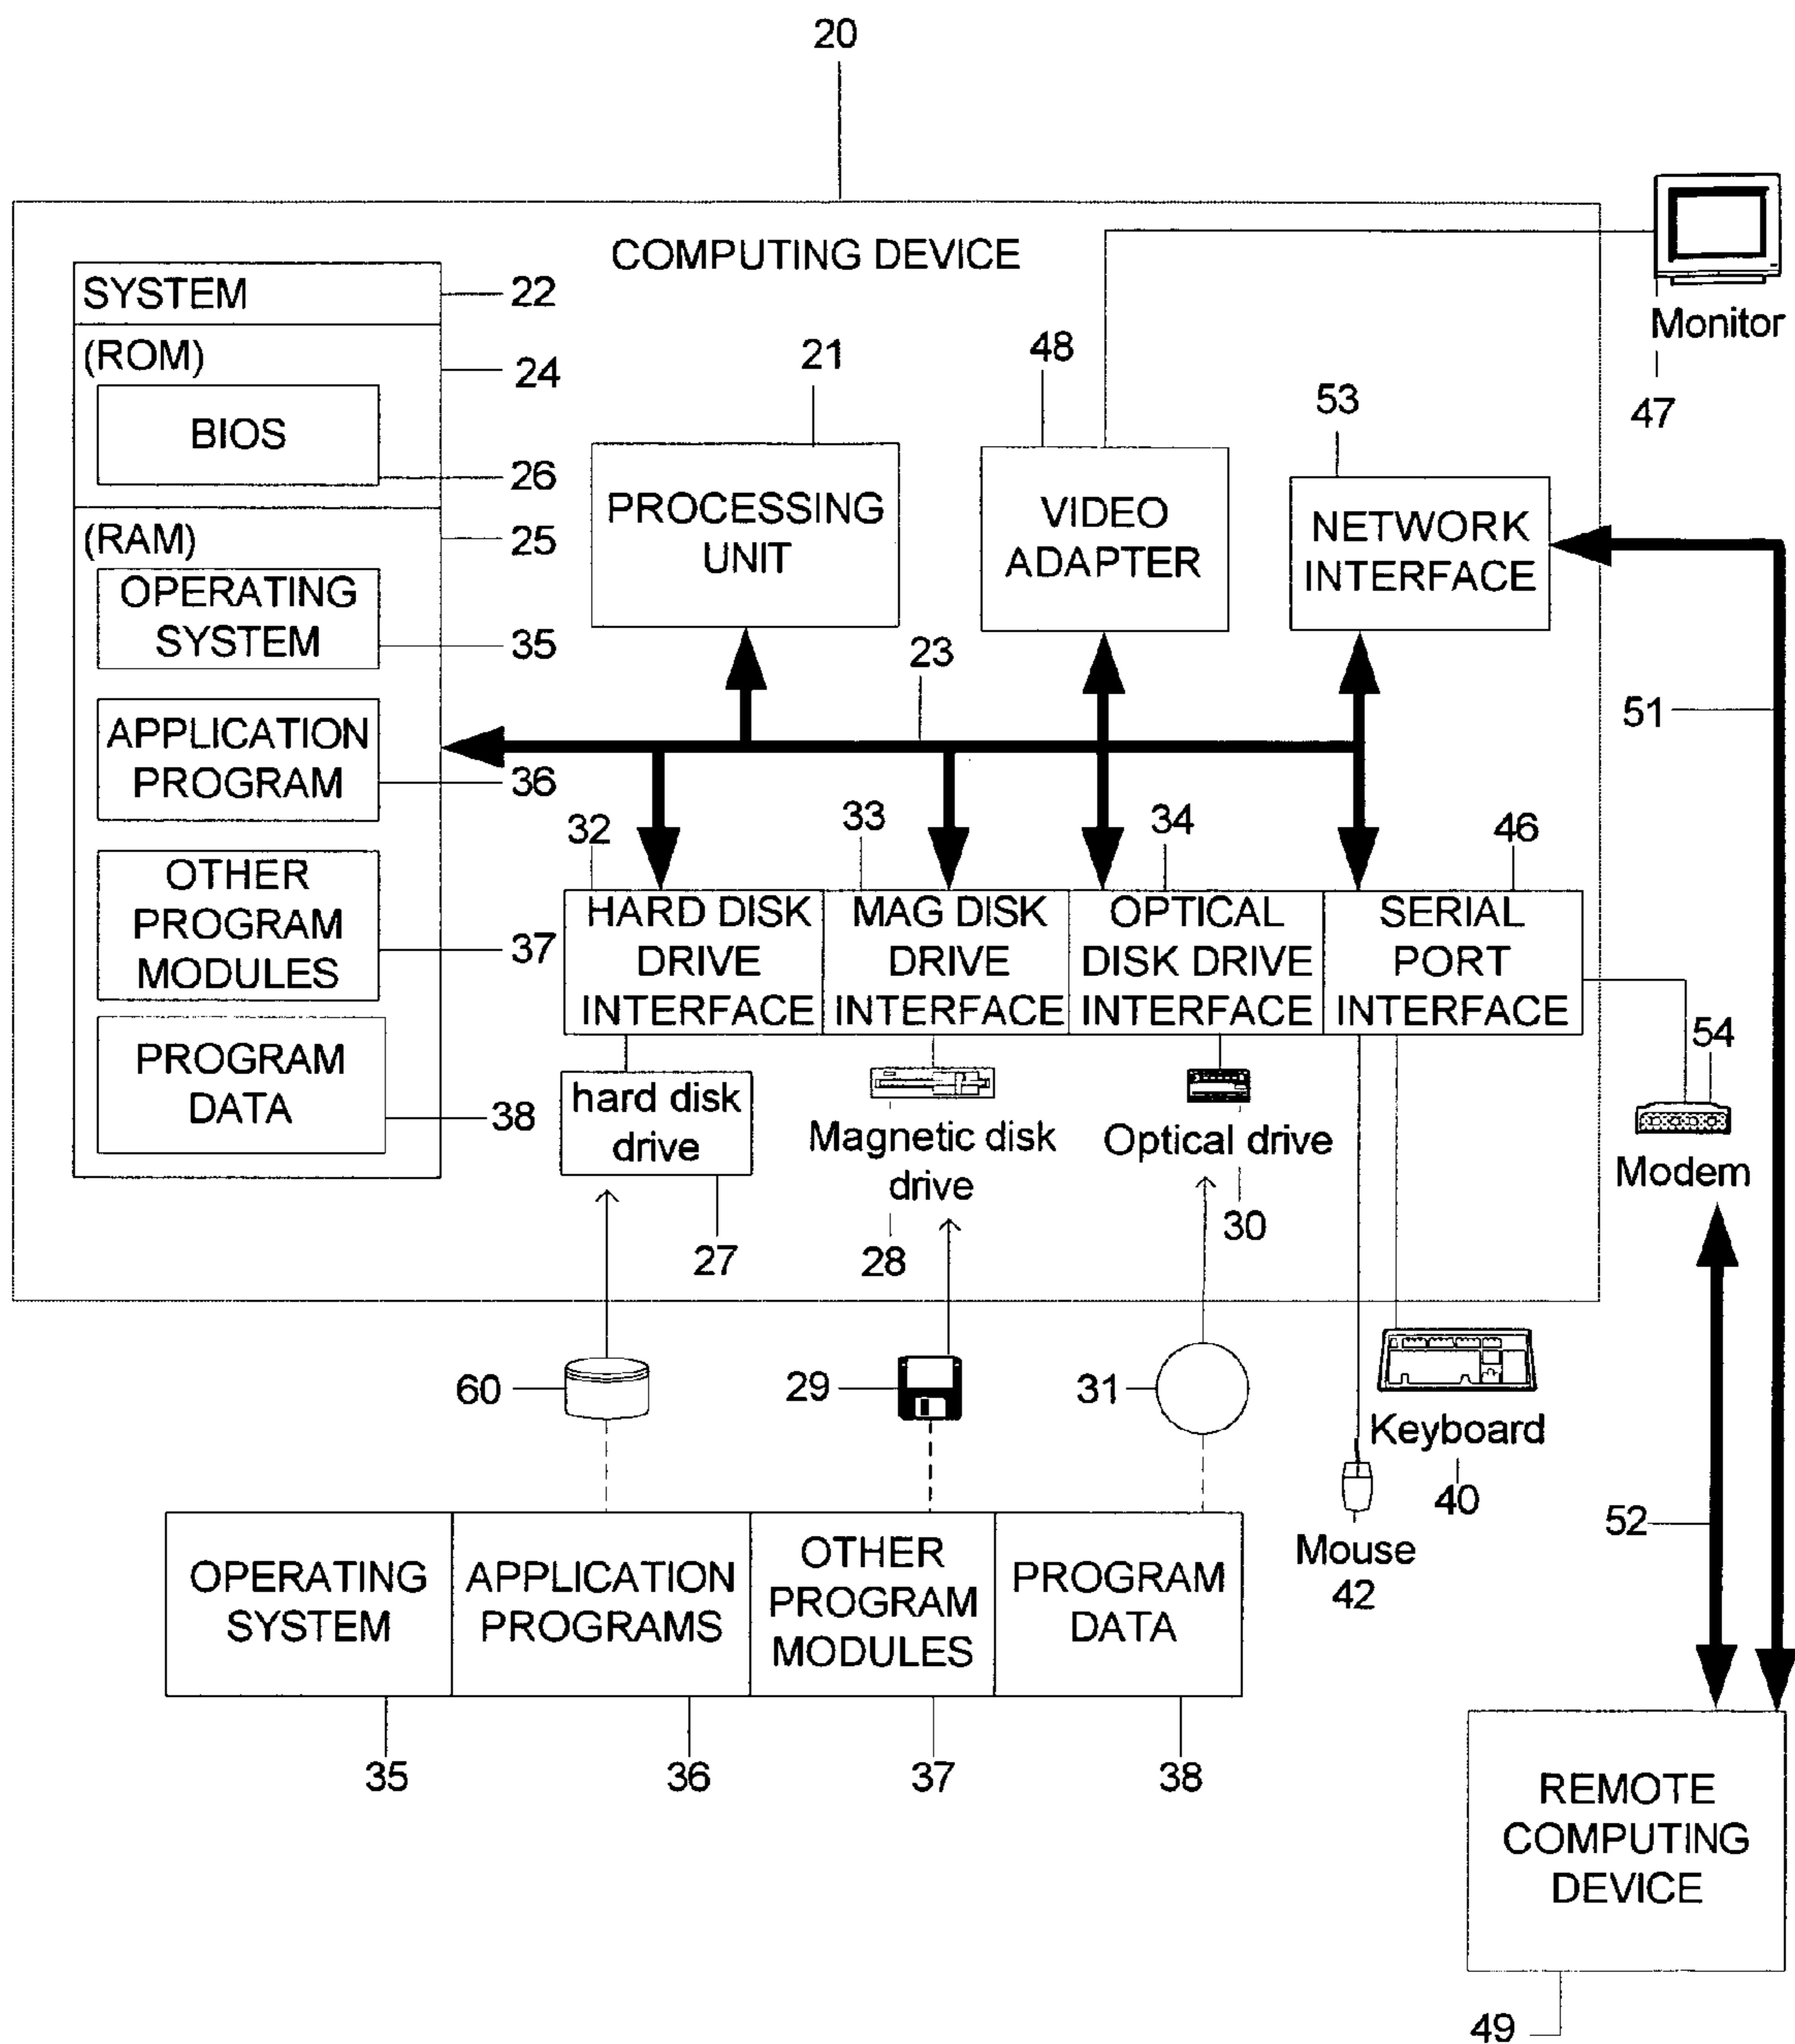 20
COMPUTING DEVICE
Monitor
47
SYSTEM
22
(ROM)
24
BIOS
26
(RAM)
25
OPERATING
SYSTEM
35
APPLICATION
PROGRAM
36
OTHER
PROGRAM
MODULES
37
PROGRAM
DATA
38
21
PROCESSING
UNIT
48
VIDEO
ADAPTER
53
NETWORK
INTERFACE
23
51
32
HARD DISK
DRIVE
INTERFACE
33
MAG DISK
DRIVE
INTERFACE
34
OPTICAL
DISK DRIVE
INTERFACE
46
SERIAL
PORT
INTERFACE
hard disk
drive
27
Magnetic disk
drive
28
Optical drive
30
54
Modem
60
29
31
Keyboard
40
Mouse
42
52
OPERATING
SYSTEM
APPLICATION
PROGRAMS
OTHER
PROGRAM
MODULES
PROGRAM
DATA
35
36
37
38
REMOTE
COMPUTING
DEVICE
49